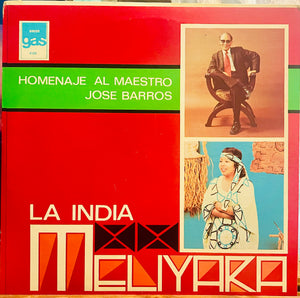 gas
HOMENAJE AL MAESTRO
JOSE BARROS
LA INDIA
MELIYARA